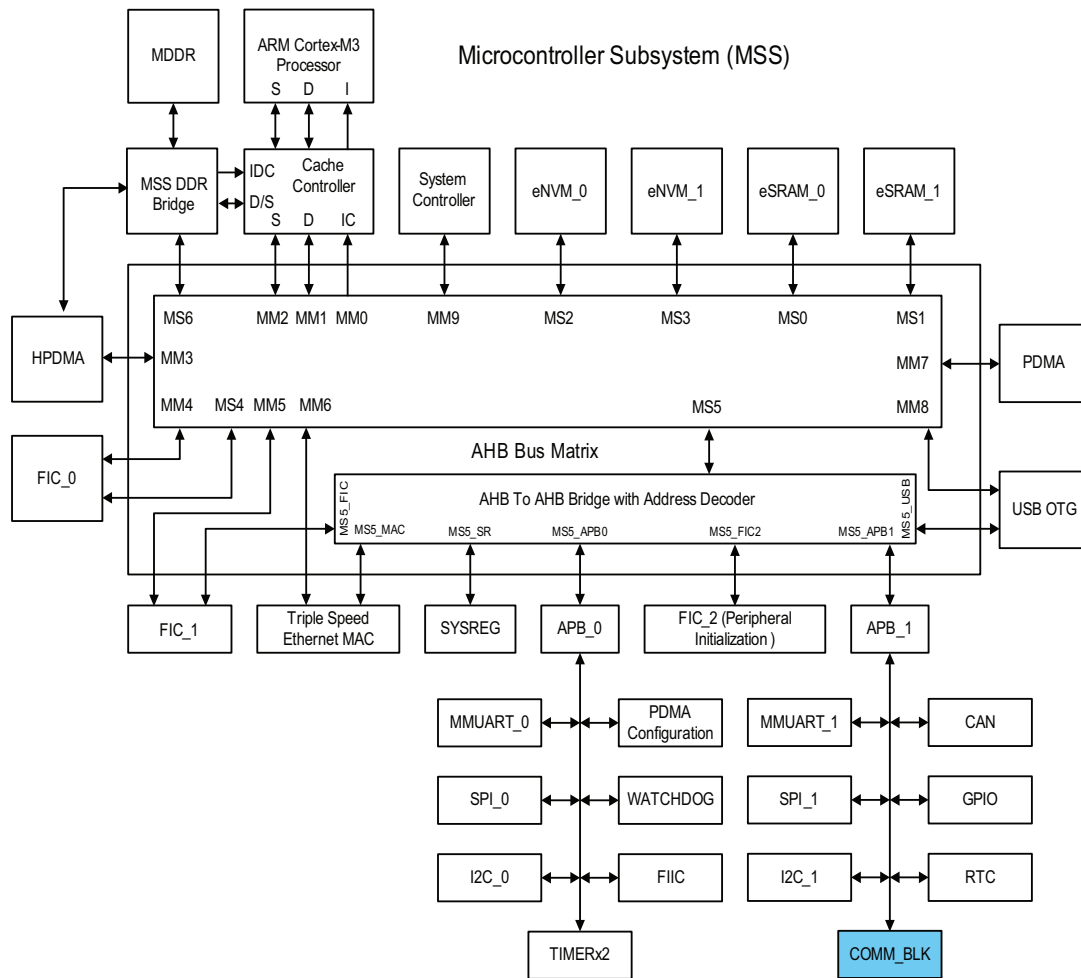 MDDR
ARM Cortex-M3
Processor
S D I
Microcontroller Subsystem (MSS)
MSS DDR
Bridge
IDC
D/S
Cache
Controller
S D IC
System
Controller
eNVM_0
eNVM_1
eSRAM_0
eSRAM_1
MS6 MM2 MM1 MM0 MM9 MS2 MS3 MS0 MS1
HPDMA
MM3
MM7
PDMA
MM4 MS4 MM5 MM6 MS5 MM8
FIC_0
AHB Bus Matrix
MS5_FIC
AHB To AHB Bridge with Address Decoder
MS5_USB
MS5_MAC MS5_SR MS5_APB0 MS5_FIC2 MS5_APB1
USB OTG
FIC_1
Triple Speed
Ethernet MAC
SYSREG
APB_0
FIC_2 (Peripheral
Initialization )
APB_1
MMUART_0
PDMA
Configuration
MMUART_1
CAN
SPI_0
WATCHDOG
SPI_1
GPIO
I2C_0
FIIC
I2C_1
RTC
TIMERx2
COMM_BLK